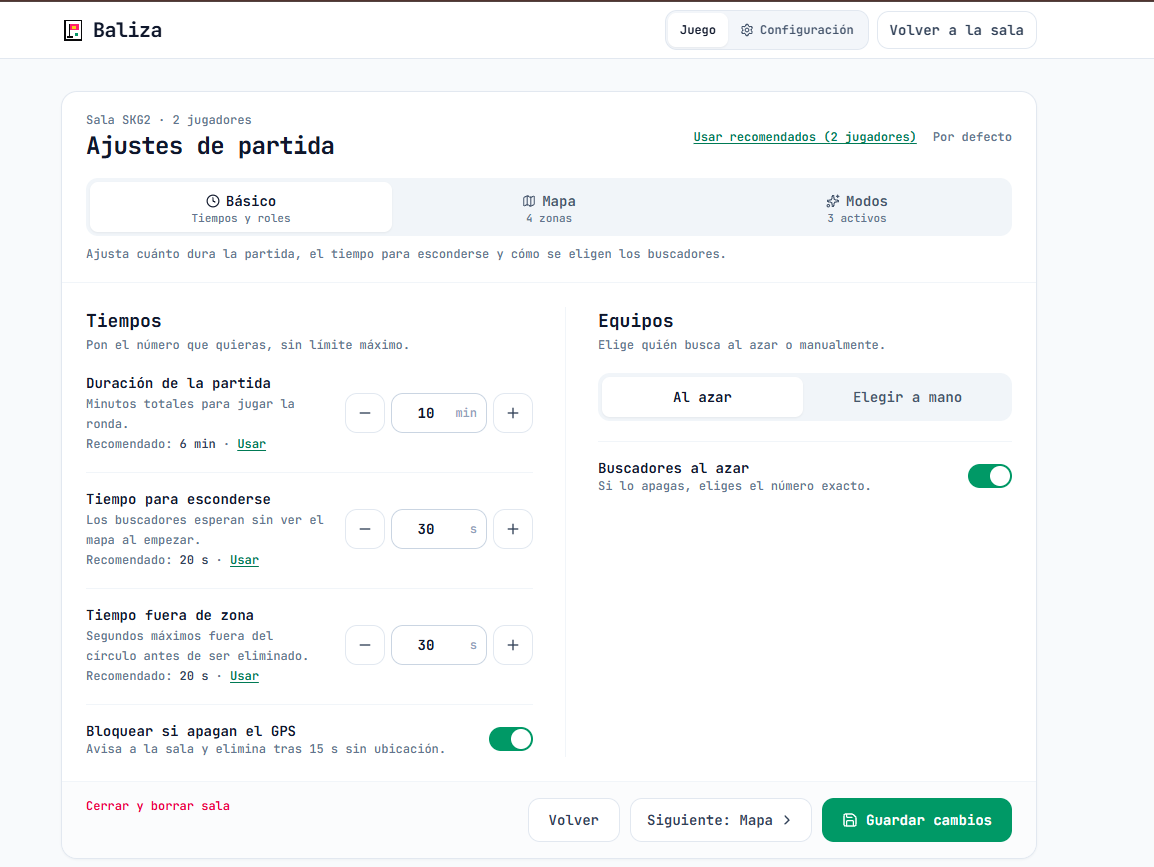 Baliza
Juego
Configuración
Volver a la sala
Sala SKG2 · 2 jugadores
Ajustes de partida
Usar recomendados (2 jugadores)
Por defecto
Básico
Tiempos y roles
Mapa
4 zonas
Modos
3 activos
Ajusta cuánto dura la partida, el tiempo para esconderse y cómo se eligen los buscadores.
Tiempos
Pon el número que quieras, sin límite máximo.
Duración de la partida
Minutos totales para jugar la
ronda.
Recomendado: 6 min · Usar
− 10 min +
Tiempo para esconderse
Los buscadores esperan sin ver el
mapa al empezar.
Recomendado: 20 s · Usar
− 30 s +
Tiempo fuera de zona
Segundos máximos fuera del
círculo antes de ser eliminado.
Recomendado: 20 s · Usar
− 30 s +
Bloquear si apagan el GPS
Avisa a la sala y elimina tras 15 s sin ubicación.
Equipos
Elige quién busca al azar o manualmente.
Al azar
Elegir a mano
Buscadores al azar
Si lo apagas, eliges el número exacto.
Cerrar y borrar sala
Volver
Siguiente: Mapa
Guardar cambios